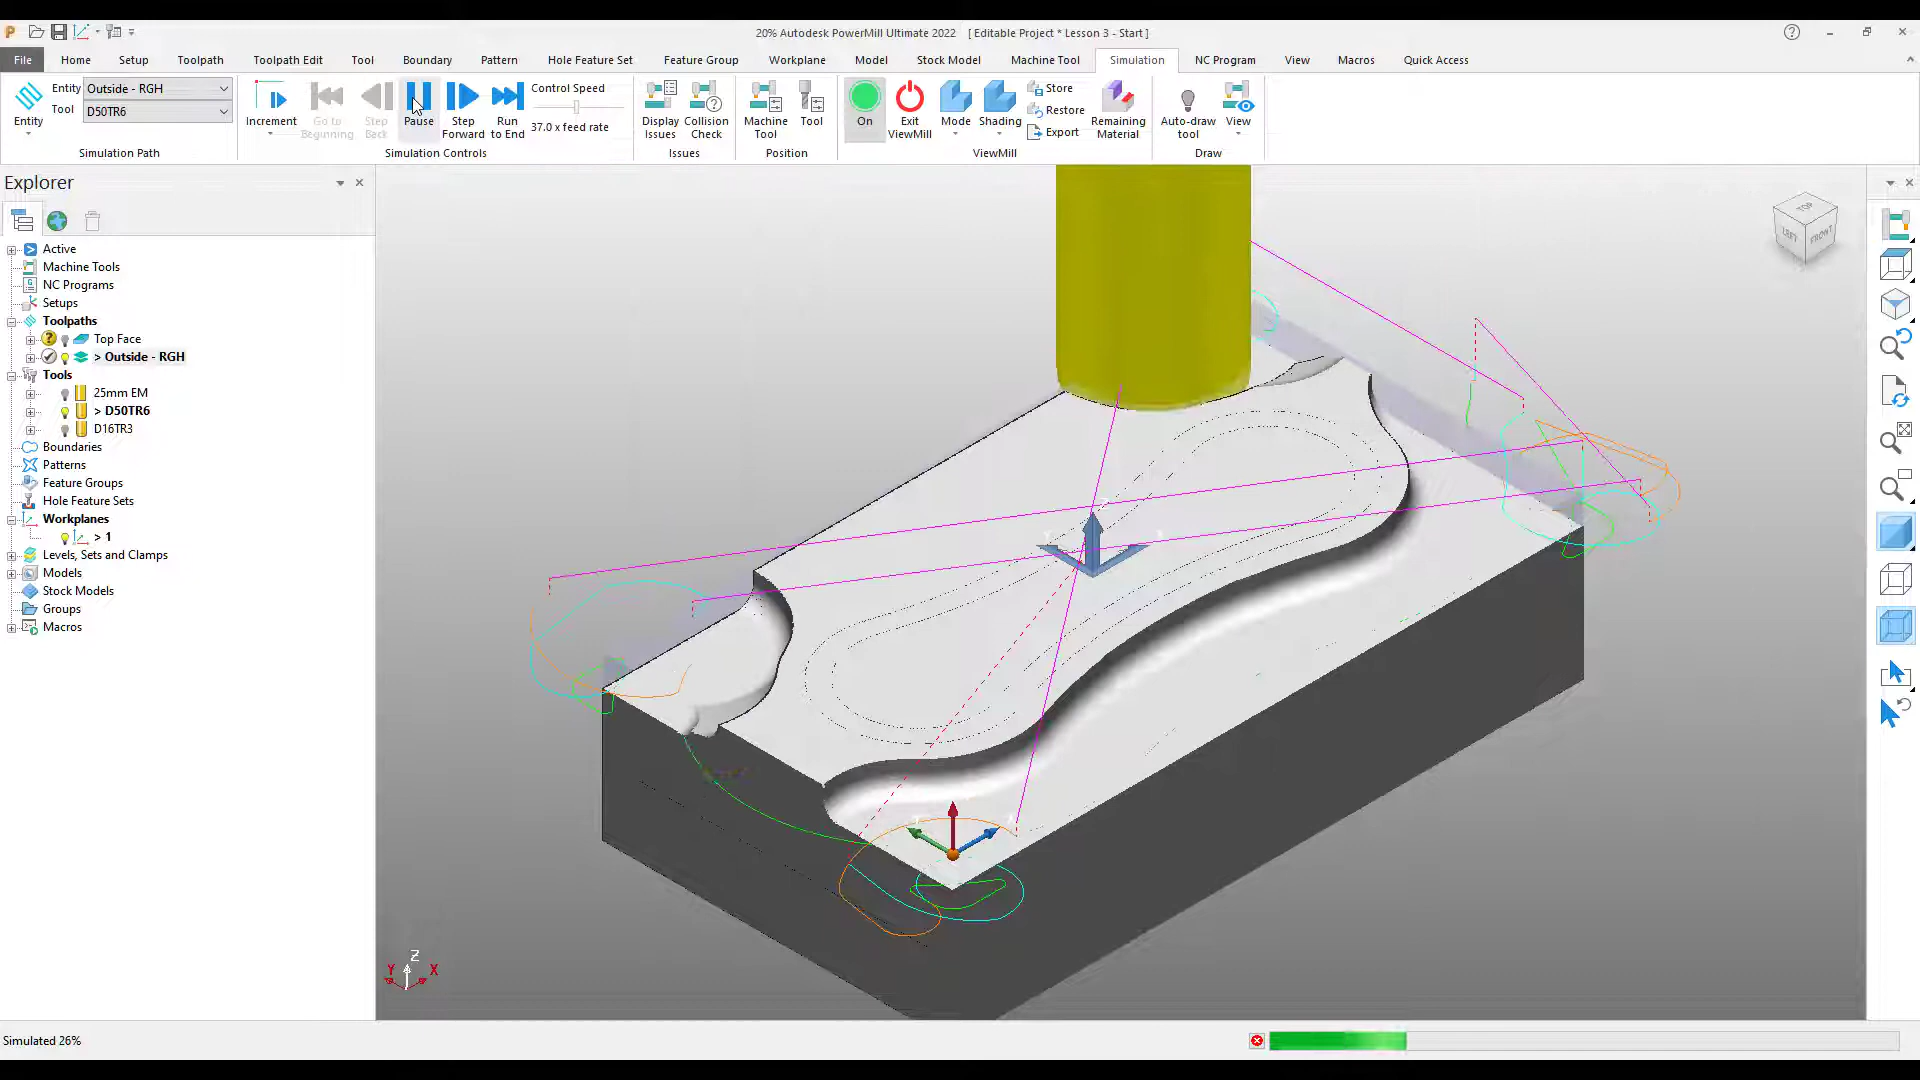 20% Autodesk PowerMill Ultimate 2022 [ Editable Project * Lesson 3 - Start ]
File Home Setup Toolpath Toolpath Edit Tool Boundary Pattern Hole Feature Set Feature Group Workplane Model Stock Model Machine Tool Simulation NC Program View Macros Quick Access
Entity
Entity Outside - RGH
Tool D50TR6
Simulation Path
Increment
Go to Beginning
Step Back
Pause
Step Forward
Run to End
Control Speed
37.0 x feed rate
Simulation Controls
Display Issues
Collision Check
Issues
Machine Tool
Tool
Position
On
Exit ViewMill
Mode
Shading
Store
Restore
Export
Remaining Material
ViewMill
Auto-draw tool
View
Draw
Explorer
Active
Machine Tools
NC Programs
Setups
Toolpaths
Top Face
> Outside - RGH
Tools
25mm EM
> D50TR6
D16TR3
Boundaries
Patterns
Feature Groups
Hole Feature Sets
Workplanes
> 1
Levels, Sets and Clamps
Models
Stock Models
Groups
Macros
TOP
LEFT
FRONT
Z
Y
X
Simulated 26%